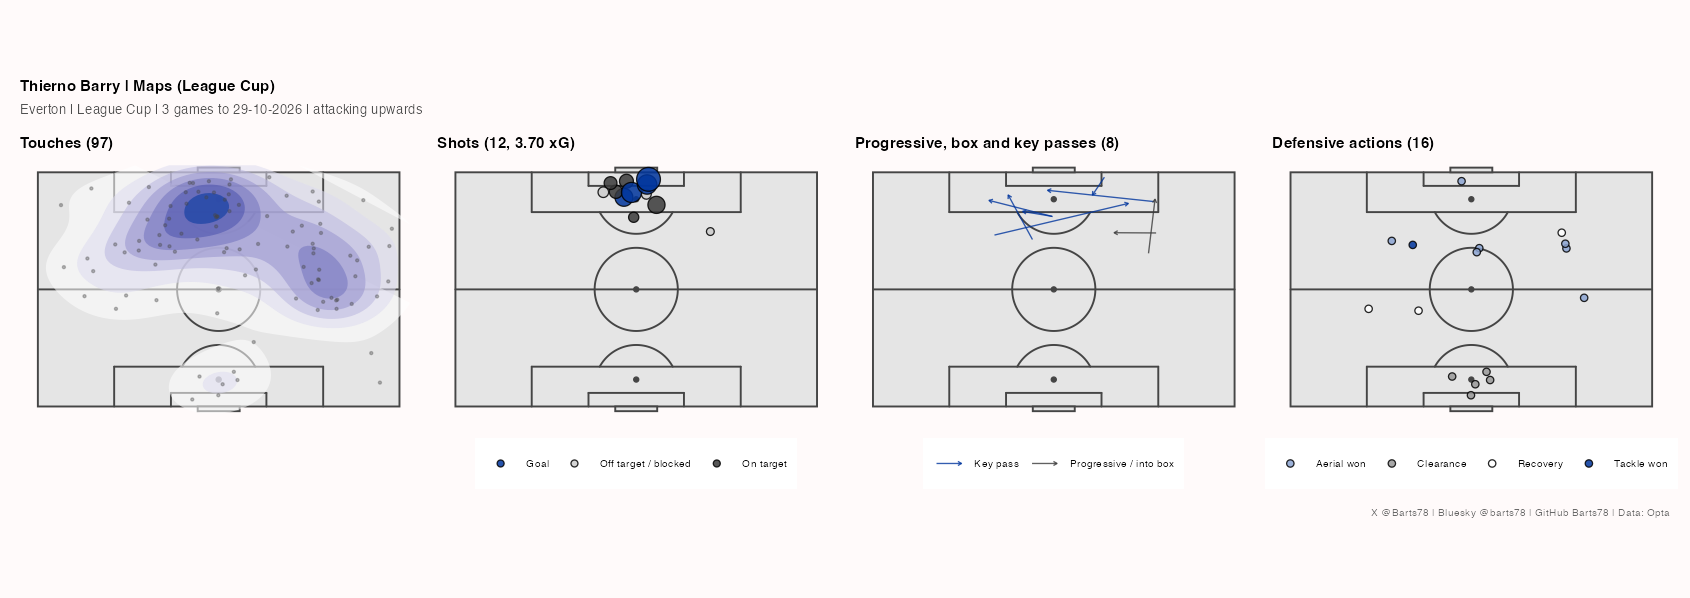 Thierno Barry | Maps (League Cup)
Everton | League Cup | 3 games to 29-10-2026 | attacking upwards
Touches (97)
Shots (12, 3.70 xG)
Progressive, box and key passes (8)
Defensive actions (16)
Goal
Off target / blocked
On target
Key pass
Progressive / into box
Aerial won
Clearance
Recovery
Tackle won
X @Barts78 | Bluesky @barts78 | GitHub Barts78 | Data: Opta